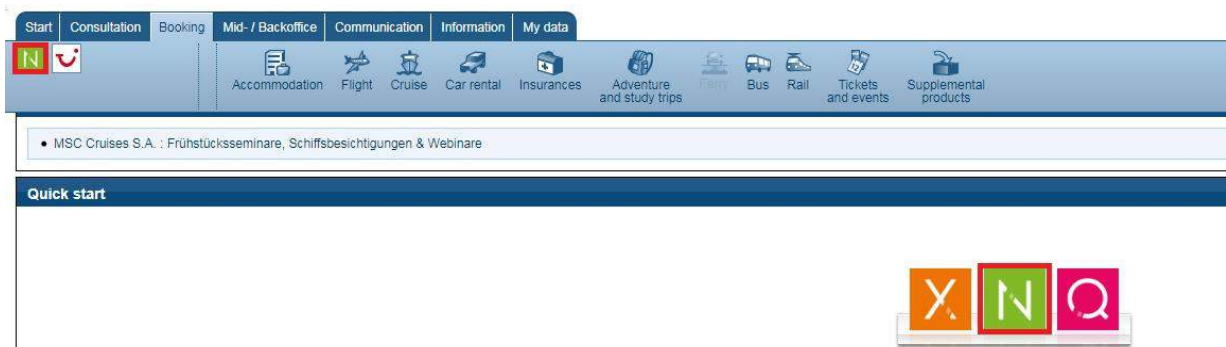 Start Consultation Booking Mid- / Backoffice Communication Information My data
N
Accommodation Flight Cruise Car rental Insurances Adventure and study trips Ferry Bus Rail Tickets and events Supplemental products
• MSC Cruises S.A. : Frühstücksseminare, Schiffsbesichtigungen & Webinare
Quick start
X N Q